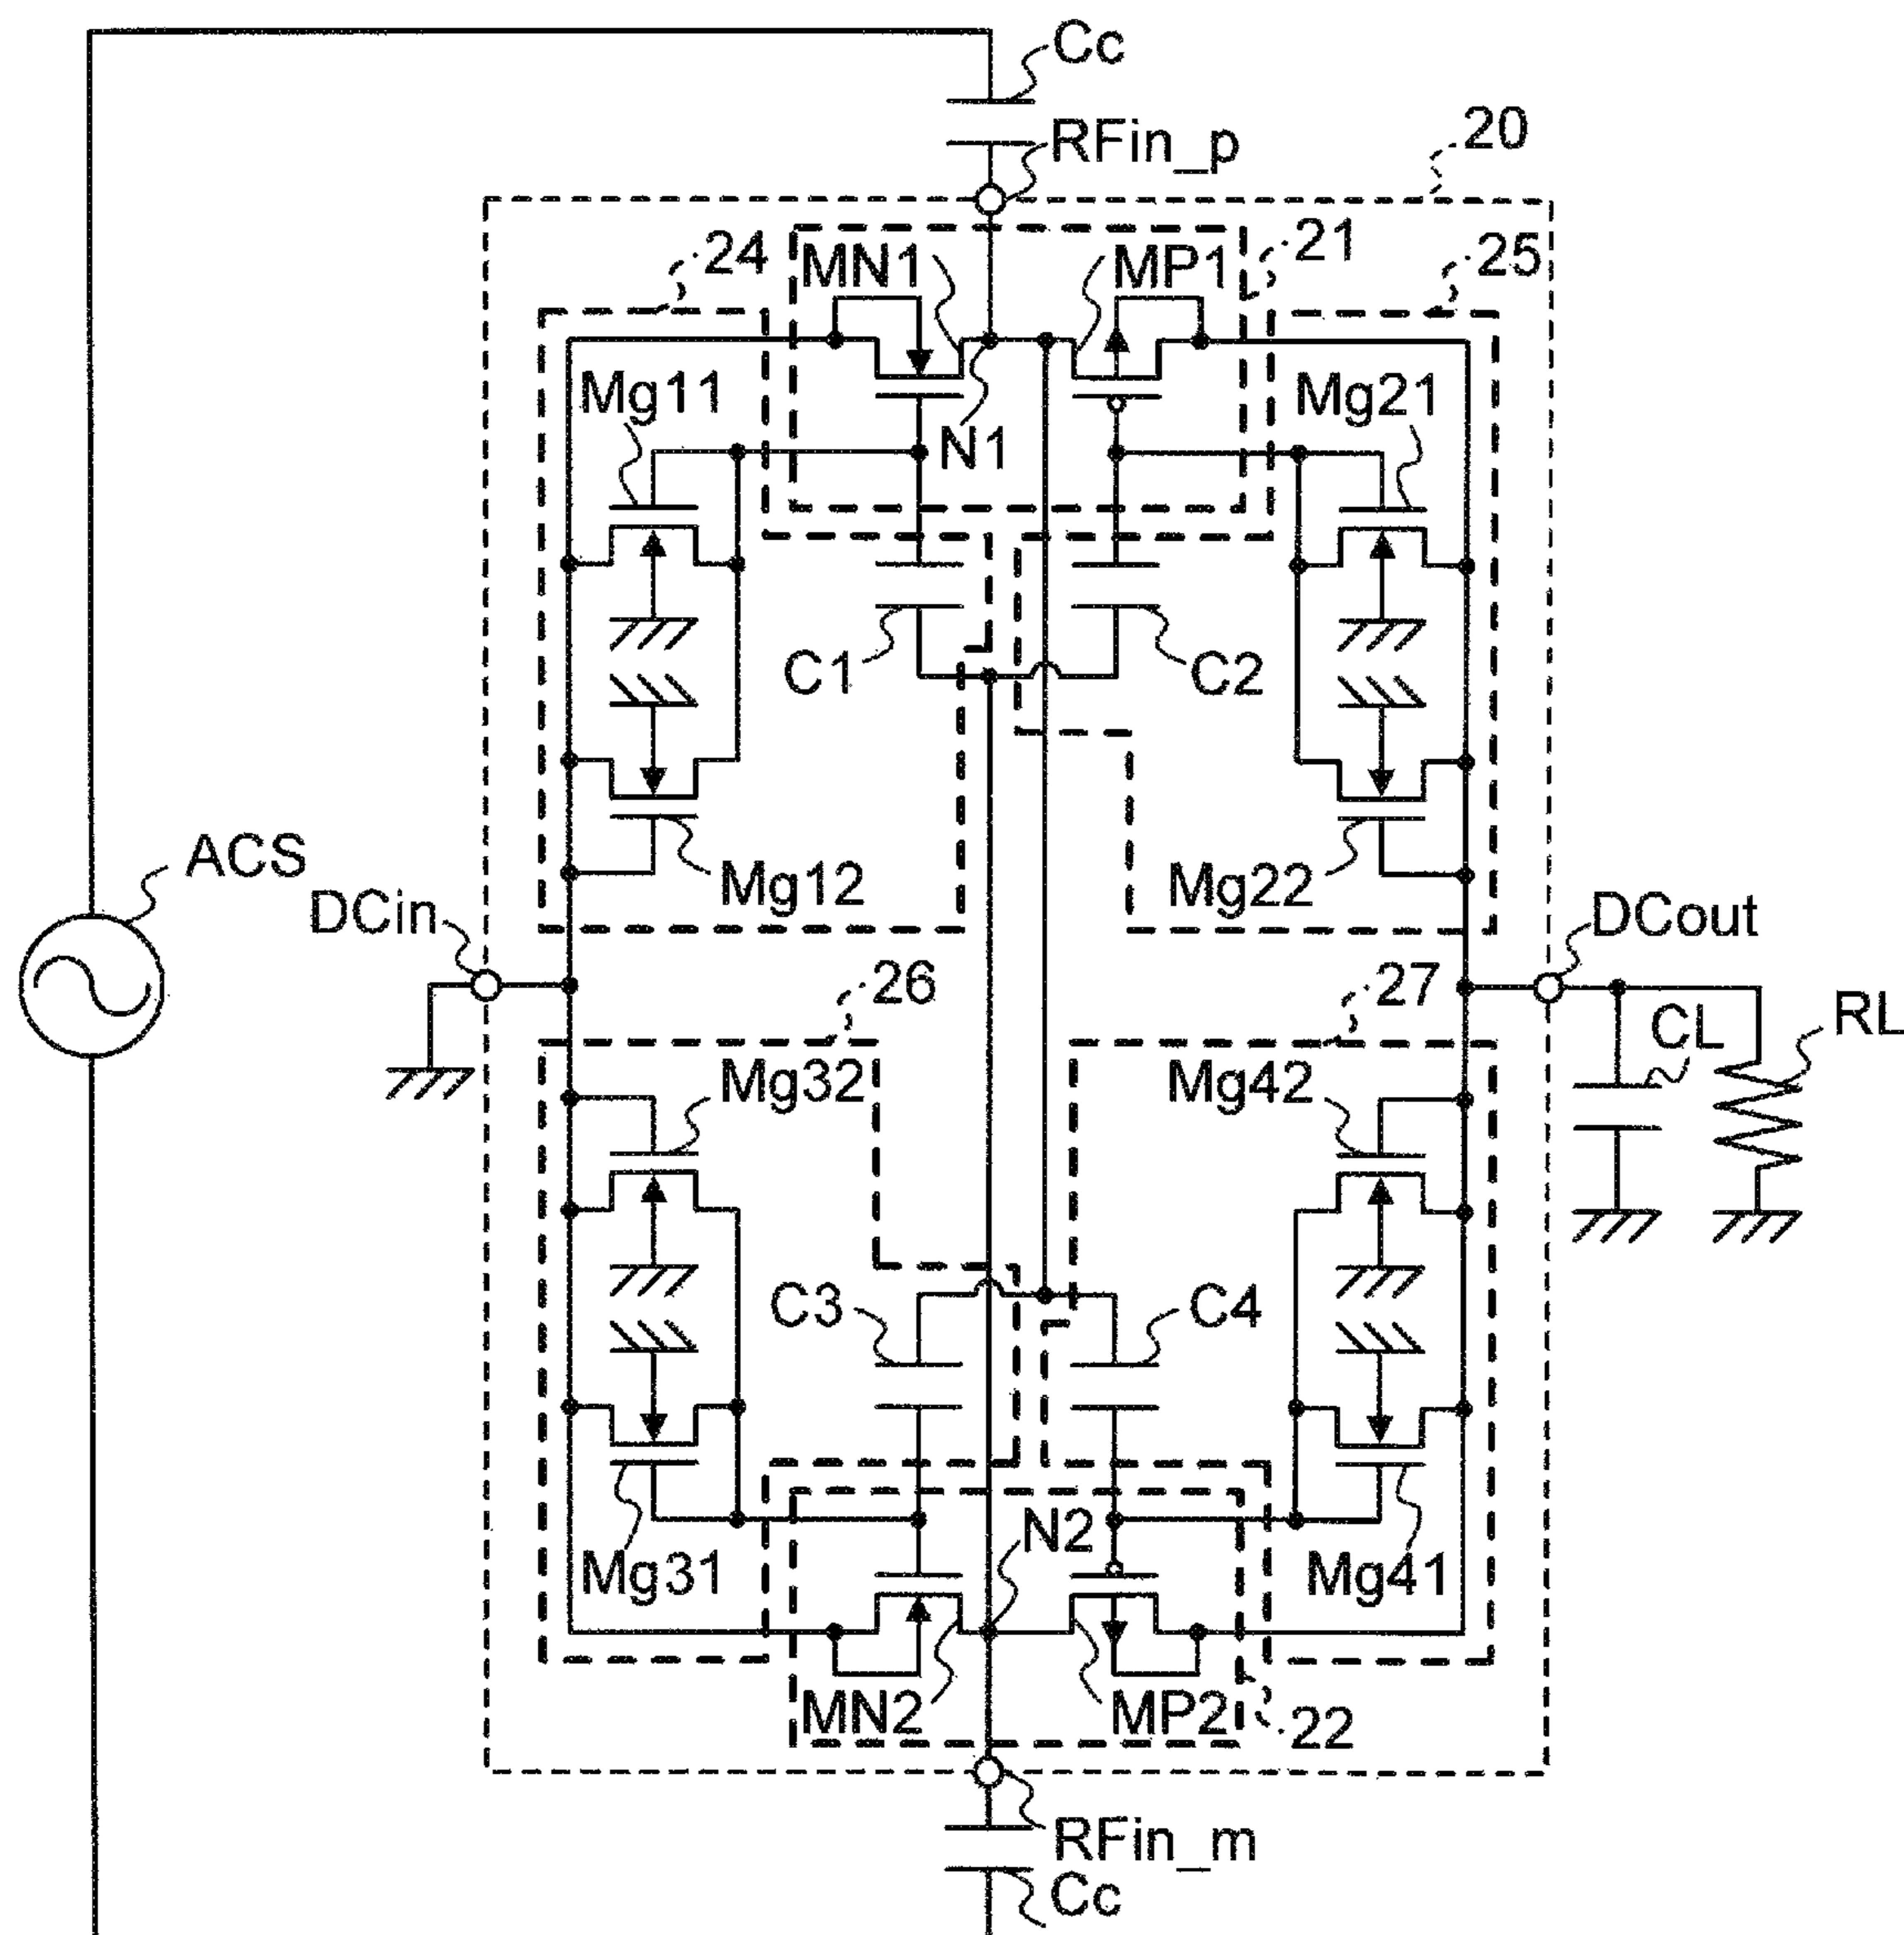 Cc
RFin_p
20
24
21
25
MN1
MP1
Mg11
Mg21
N1
C1
C2
ACS
Mg12
Mg22
DCin
DCout
26
27
Mg32
Mg42
CL
RL
C3
C4
N2
Mg31
Mg41
MN2
MP2
22
RFin_m
Cc